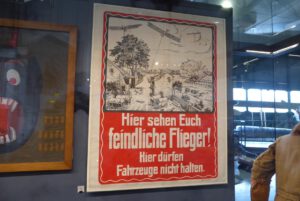 Hier sehen Euch
feindliche Flieger!
Hier dürfen
Fahrzeuge nicht halten.